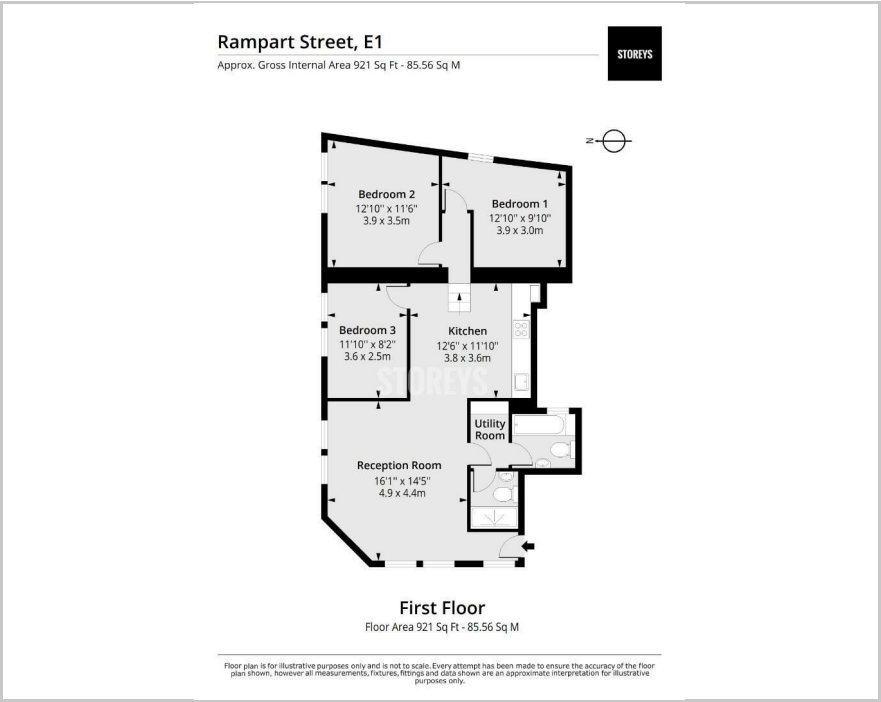 Rampart Street, E1
Approx. Gross Internal Area 921 Sq Ft - 85.56 Sq M
STOREYS
N
Bedroom 2
12'10" x 11'6"
3.9 x 3.5m
Bedroom 1
12'10" x 9'10"
3.9 x 3.0m
Bedroom 3
11'10" x 8'2"
3.6 x 2.5m
Kitchen
12'6" x 11'10"
3.8 x 3.6m
STOREYS
Utility
Room
Reception Room
16'1" x 14'5"
4.9 x 4.4m
First Floor
Floor Area 921 Sq Ft - 85.56 Sq M
Floor plan is for illustrative purposes only and is not to scale. Every attempt has been made to ensure the accuracy of the floor
plan shown, however all measurements, fixtures, fittings and data shown are an approximate interpretation for illustrative
purposes only.